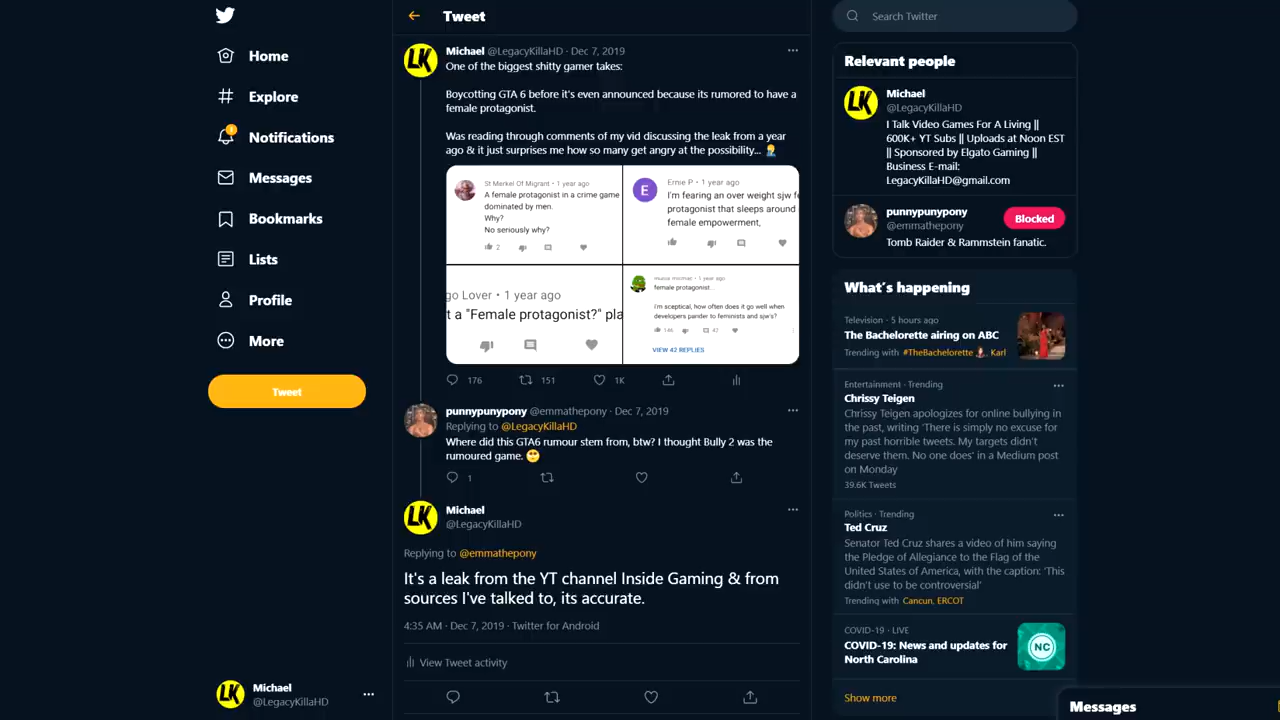 Home
Explore
1
Notifications
Messages
Bookmarks
Lists
Profile
More
Tweet
Michael
@LegacyKillaHD
Tweet
LK
Michael @LegacyKillaHD · Dec 7, 2019
One of the biggest shitty gamer takes:
Boycotting GTA 6 before it's even announced because its rumored to have a
female protagonist.
Was reading through comments of my vid discussing the leak from a year
ago & it just surprises me how so many get angry at the possibility...
St Merkel Of Migrant • 1 year ago
A female protagonist in a crime game
dominated by men.
Why?
No seriously why?
2
E
Ernie P • 1 year ago
I'm fearing an over weight sjw f
protagonist that sleeps around
female empowerment,
go Lover • 1 year ago
t a "Female protagonist?" pla
1 year ago
female protagonist...
I'm sceptical, how often does it go well when
developers pander to feminists and sjw's?
146
42
VIEW 42 REPLIES
176
151
1K
punnypunypony @emmathepony · Dec 7, 2019
Replying to @LegacyKillaHD
Where did this GTA6 rumour stem from, btw? I thought Bully 2 was the
rumoured game.
1
LK
Michael
@LegacyKillaHD
Replying to @emmathepony
It's a leak from the YT channel Inside Gaming & from
sources I've talked to, its accurate.
4:35 AM · Dec 7, 2019 · Twitter for Android
View Tweet activity
Search Twitter
Relevant people
LK
Michael
@LegacyKillaHD
I Talk Video Games For A Living ||
600K+ YT Subs || Uploads at Noon EST
|| Sponsored by Elgato Gaming ||
Business E-mail:
LegacyKillaHD@gmail.com
punnypunypony
@emmathepony
Blocked
Tomb Raider & Rammstein fanatic.
What's happening
Television · 5 hours ago
The Bachelorette airing on ABC
Trending with #TheBachelorette, Karl
Entertainment · Trending
Chrissy Teigen
Chrissy Teigen apologizes for online bullying in
the past, writing 'There is simply no excuse for
my past horrible tweets. My targets didn't
deserve them. No one does' in a Medium post
on Monday
39.6K Tweets
Politics · Trending
Ted Cruz
Senator Ted Cruz shares a video of him saying
the Pledge of Allegiance to the Flag of the
United States of America, with the caption: 'This
didn't use to be controversial'
Trending with Cancun, ERCOT
COVID-19 · LIVE
COVID-19: News and updates for
North Carolina
NC
Show more
Messages
LK